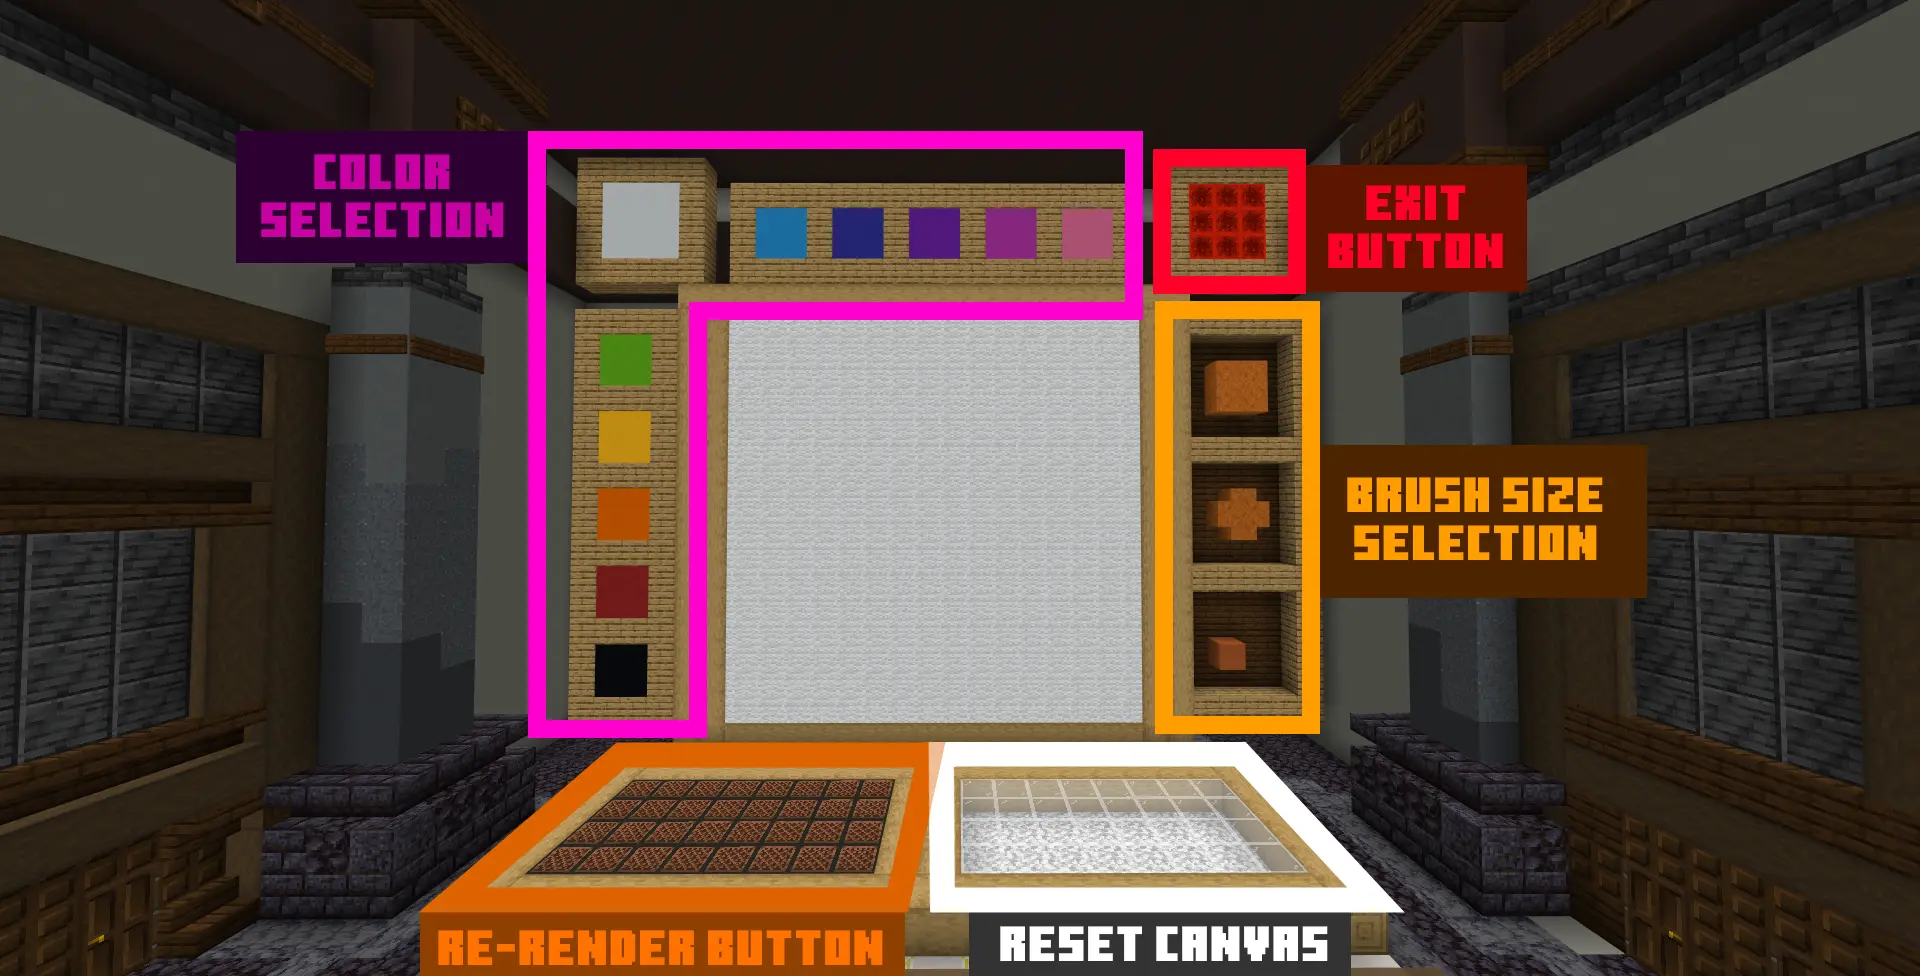 COLOR
SELECTION
EXIT
BUTTON
BRUSH SIZE
SELECTION
RE-RENDER BUTTON
RESET CANVAS